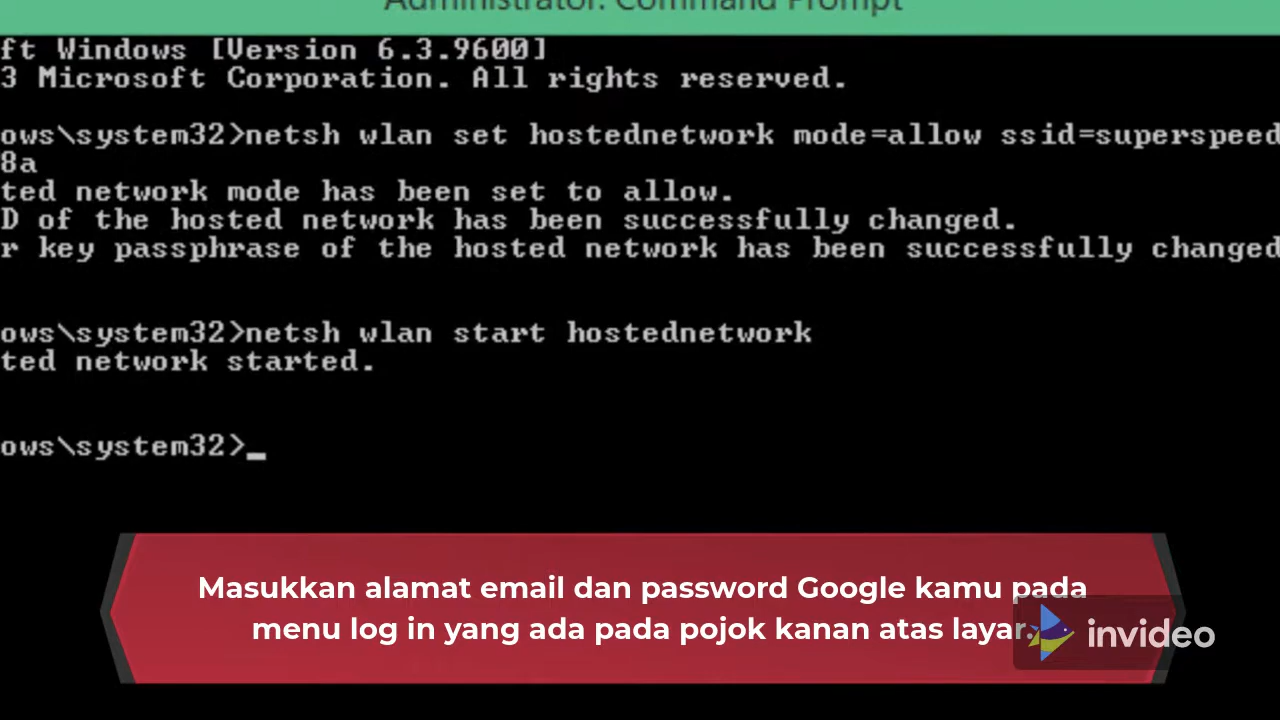 Administrator: Command Prompt
ft Windows [Version 6.3.9600]
3 Microsoft Corporation. All rights reserved.
ows\system32>netsh wlan set hostednetwork mode=allow ssid=superspeed
8a
ted network mode has been set to allow.
D of the hosted network has been successfully changed.
r key passphrase of the hosted network has been successfully changed
ows\system32>netsh wlan start hostednetwork
ted network started.
ows\system32>_
Masukkan alamat email dan password Google kamu pada
menu log in yang ada pada pojok kanan atas layar.
invideo